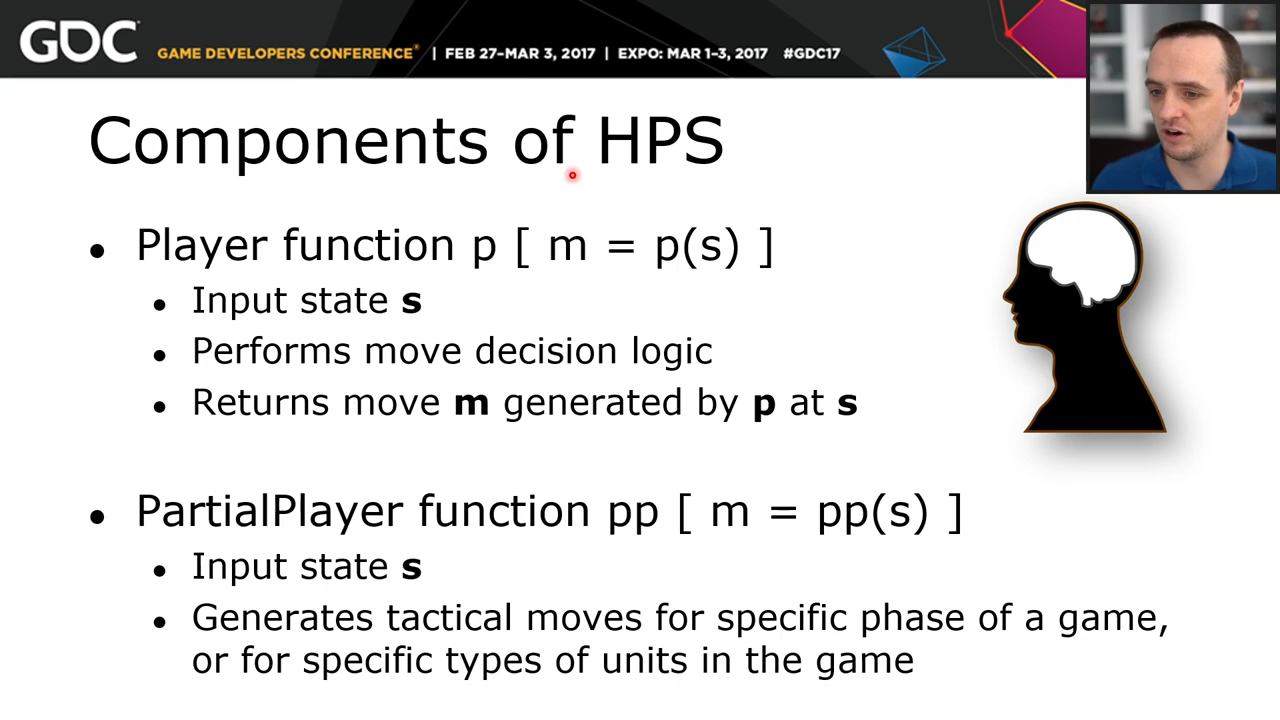 GDC GAME DEVELOPERS CONFERENCE® | FEB 27–MAR 3, 2017 | EXPO: MAR 1–3, 2017 #GDC17
Components of HPS
● Player function p [ m = p(s) ]
● Input state s
● Performs move decision logic
● Returns move m generated by p at s
● PartialPlayer function pp [ m = pp(s) ]
● Input state s
● Generates tactical moves for specific phase of a game,
or for specific types of units in the game